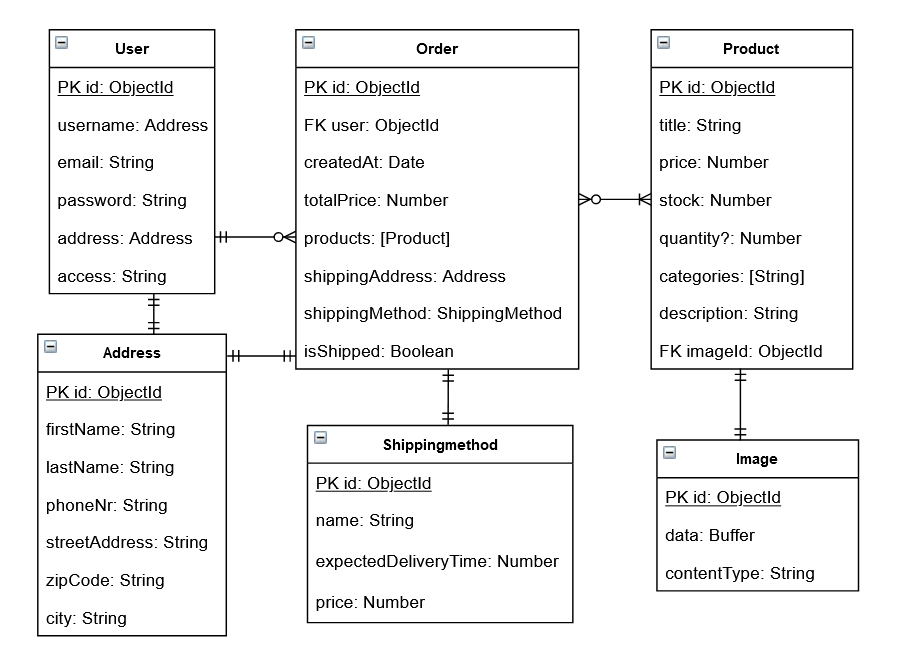 User
PK id: ObjectId
username: Address
email: String
password: String
address: Address
access: String
Order
PK id: ObjectId
FK user: ObjectId
createdAt: Date
totalPrice: Number
products: [Product]
shippingAddress: Address
shippingMethod: ShippingMethod
isShipped: Boolean
Product
PK id: ObjectId
title: String
price: Number
stock: Number
quantity?: Number
categories: [String]
description: String
FK imageId: ObjectId
Address
PK id: ObjectId
firstName: String
lastName: String
phoneNr: String
streetAddress: String
zipCode: String
city: String
Shippingmethod
PK id: ObjectId
name: String
expectedDeliveryTime: Number
price: Number
Image
PK id: ObjectId
data: Buffer
contentType: String